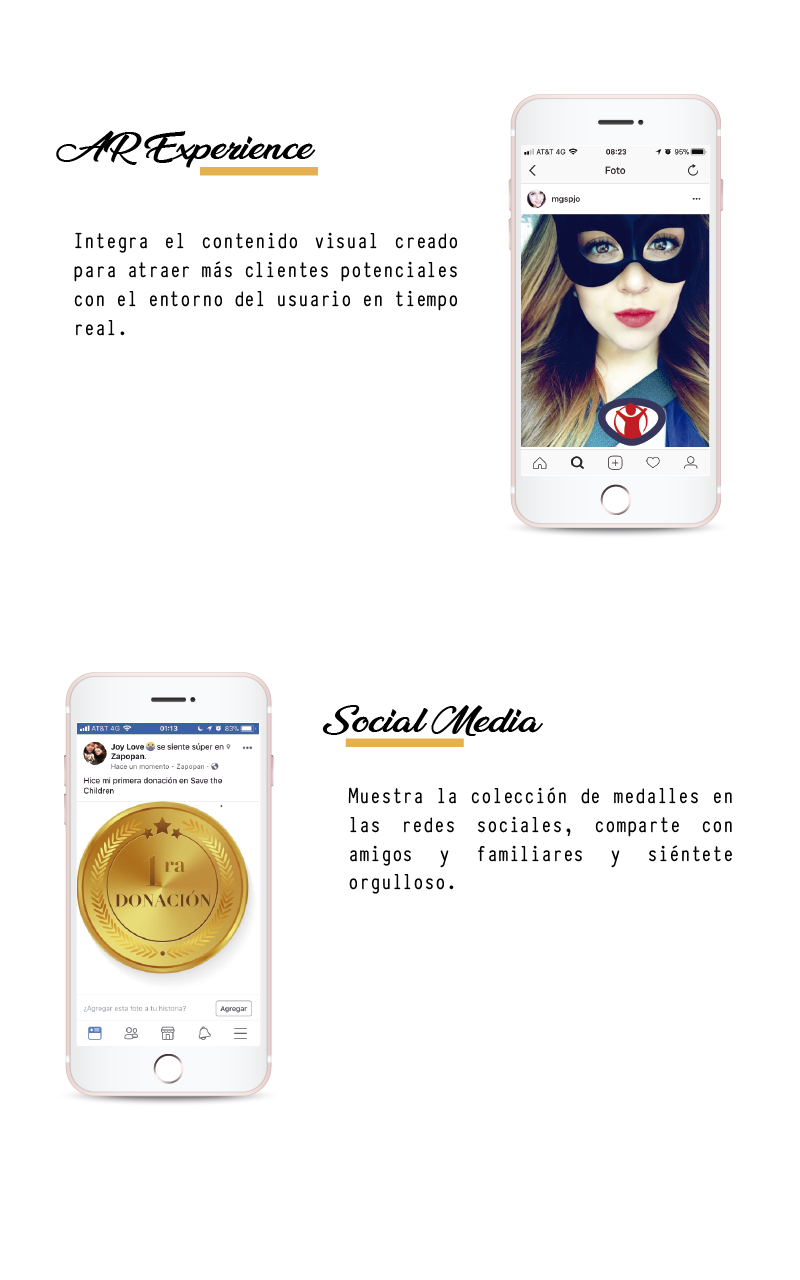 AR Experience
Integra el contenido visual creado
para atraer más clientes potenciales
con el entorno del usuario en tiempo
real.
AT&T 4G 08:23 95%
Foto
mgspjo
Social Media
Muestra la colección de medalles en
las redes sociales, comparte con
amigos y familiares y siéntete
orgulloso.
AT&T 4G 01:13 83%
Joy Love 😭 se siente súper en
Zapopan.
Hace un momento · Zapopan ·
Hice mi primera donación en Save the
Children
1ra
DONACIÓN
¿Agregar esta foto a tu historia? Agregar